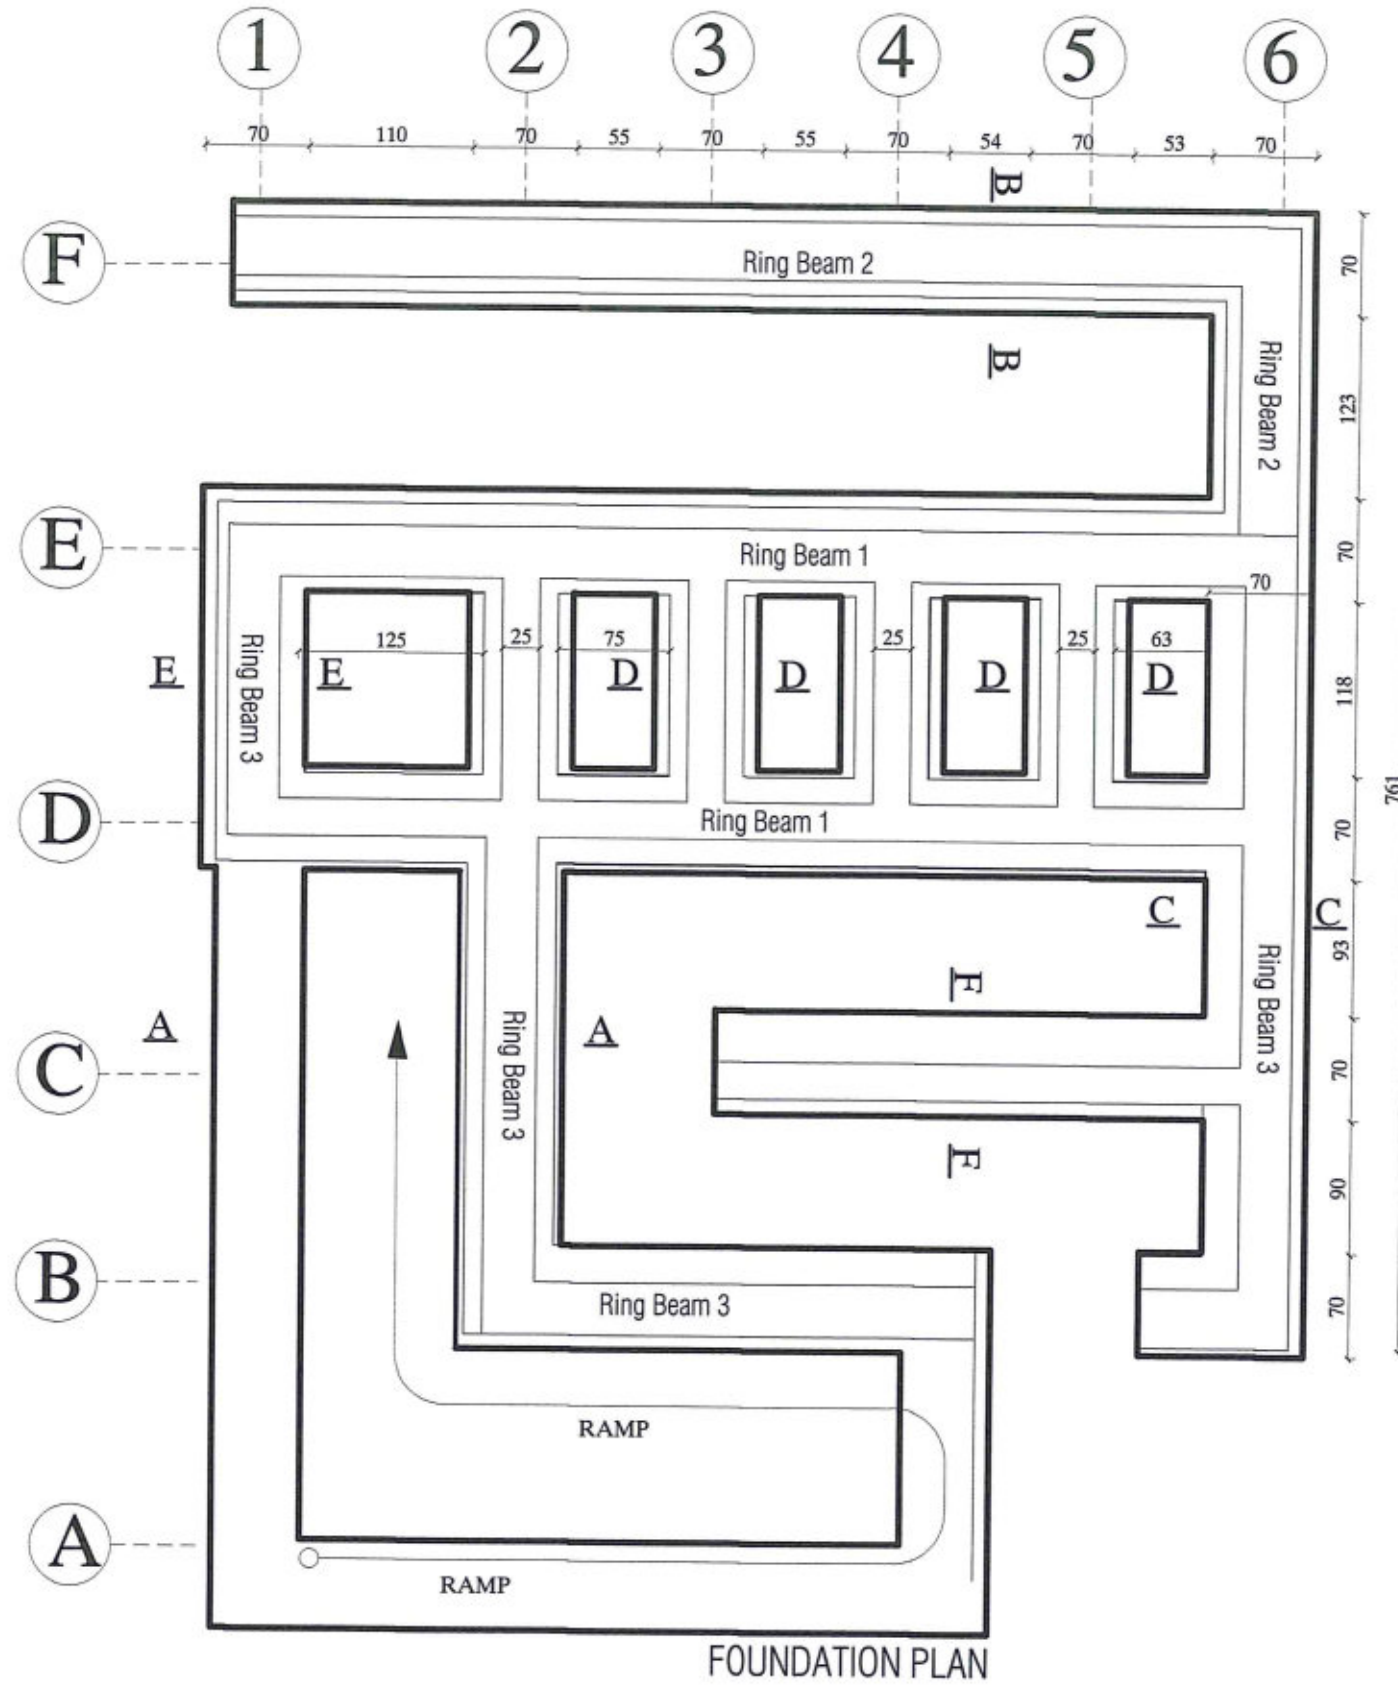 1 2 3 4 5 6
70 110 70 55 70 55 70 54 70 53 70
B
F
Ring Beam 2
70
B
Ring Beam 2
123
E
Ring Beam 1
70
70
E
Ring Beam 3
125
E
25
75
D
D
25
D
25
63
D
118
761
D
Ring Beam 1
70
C
C
93
F
Ring Beam 3
A
A
Ring Beam 3
C
70
F
90
B
Ring Beam 3
70
RAMP
A
RAMP
FOUNDATION PLAN